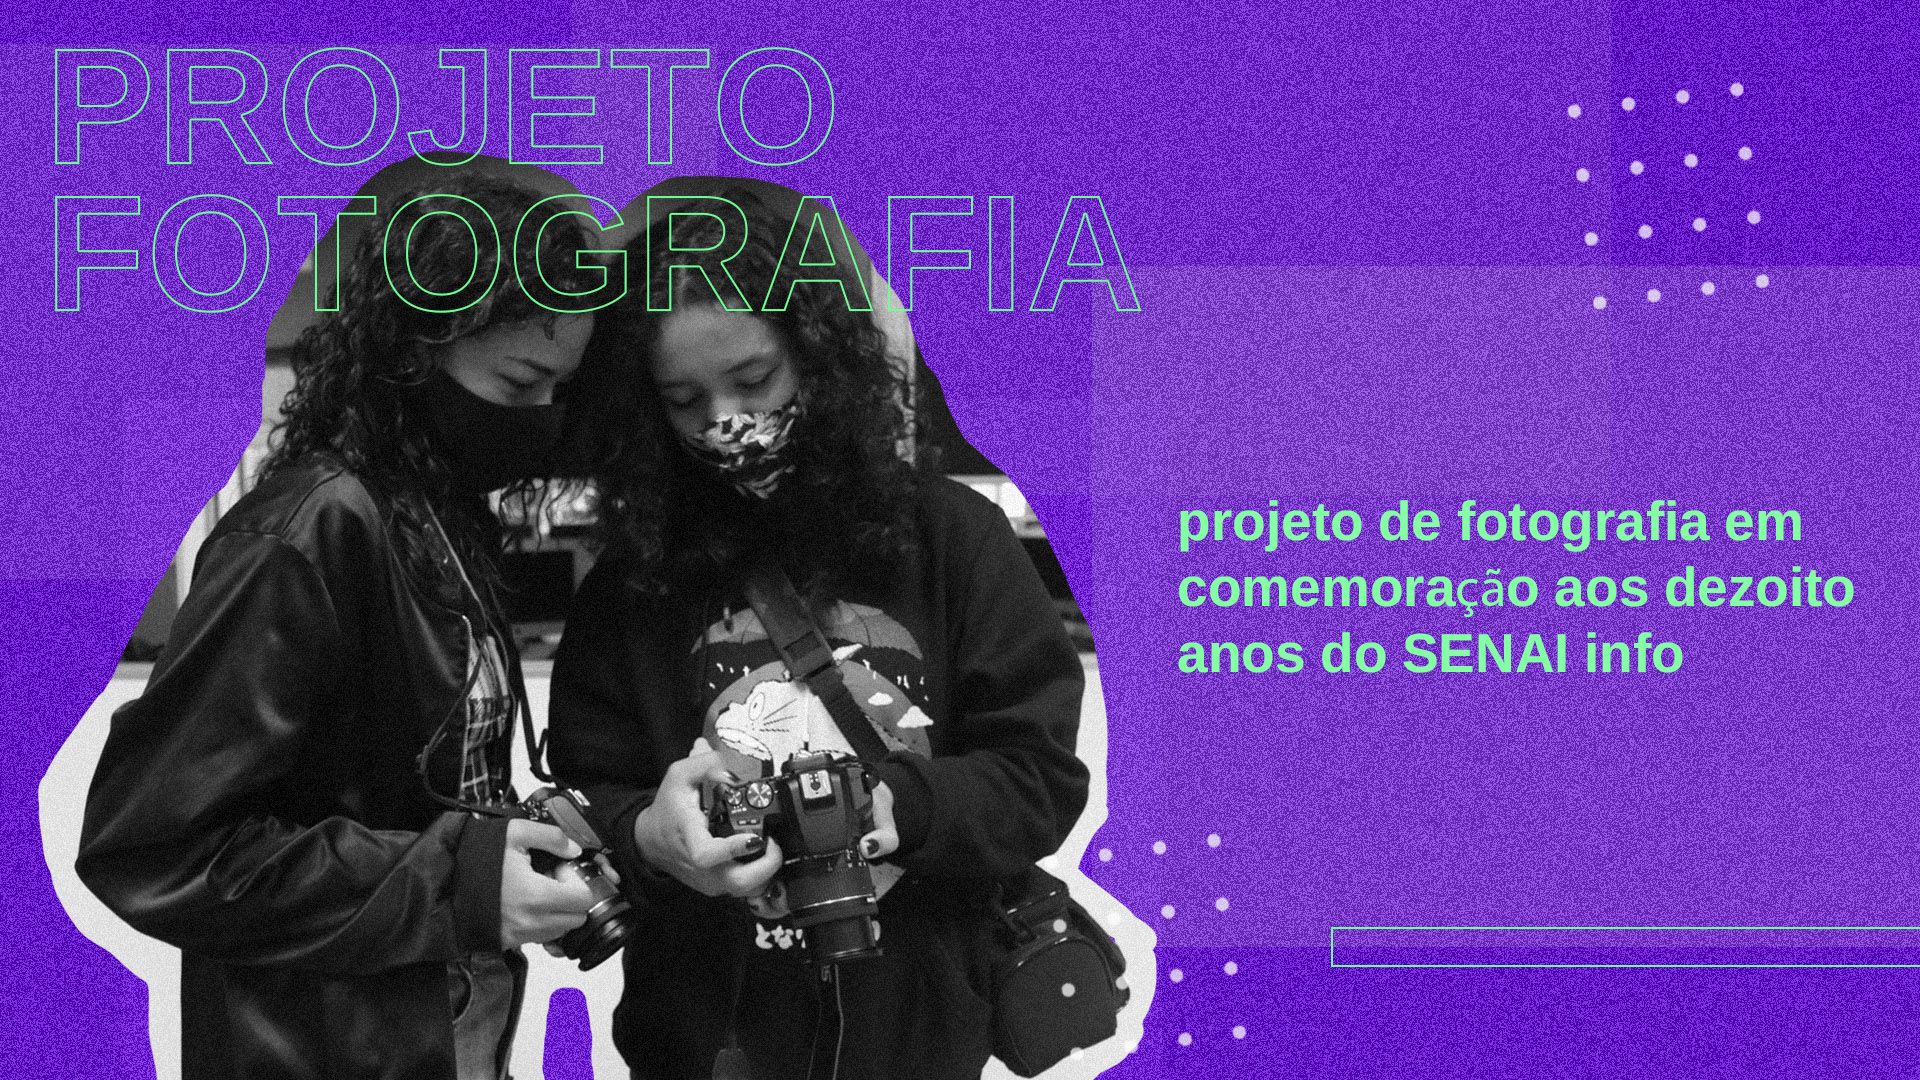 PROJETO
FOTOGRAFIA
projeto de fotografia em
comemoração aos dezoito
anos do SENAI info